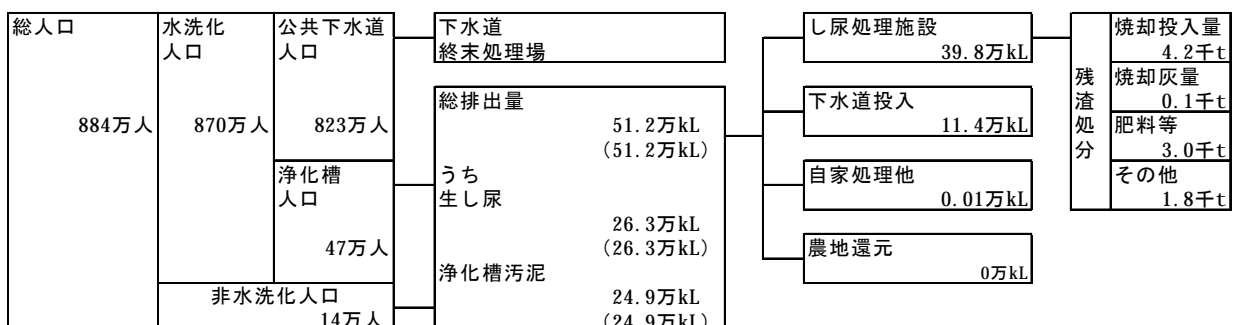 総人口
884万人
水洗化
人口
870万人
公共下水道
人口
823万人
浄化槽
人口
47万人
非水洗化人口
14万人
下水道
終末処理場
総排出量
51.2万kL
(51.2万kL)
うち
生し尿
26.3万kL
(26.3万kL)
浄化槽汚泥
24.9万kL
(24.9万kL)
し尿処理施設
39.8万kL
下水道投入
11.4万kL
自家処理他
0.01万kL
農地還元
0万kL
残渣処分
焼却投入量
4.2千t
焼却灰量
0.1千t
肥料等
3.0千t
その他
1.8千t